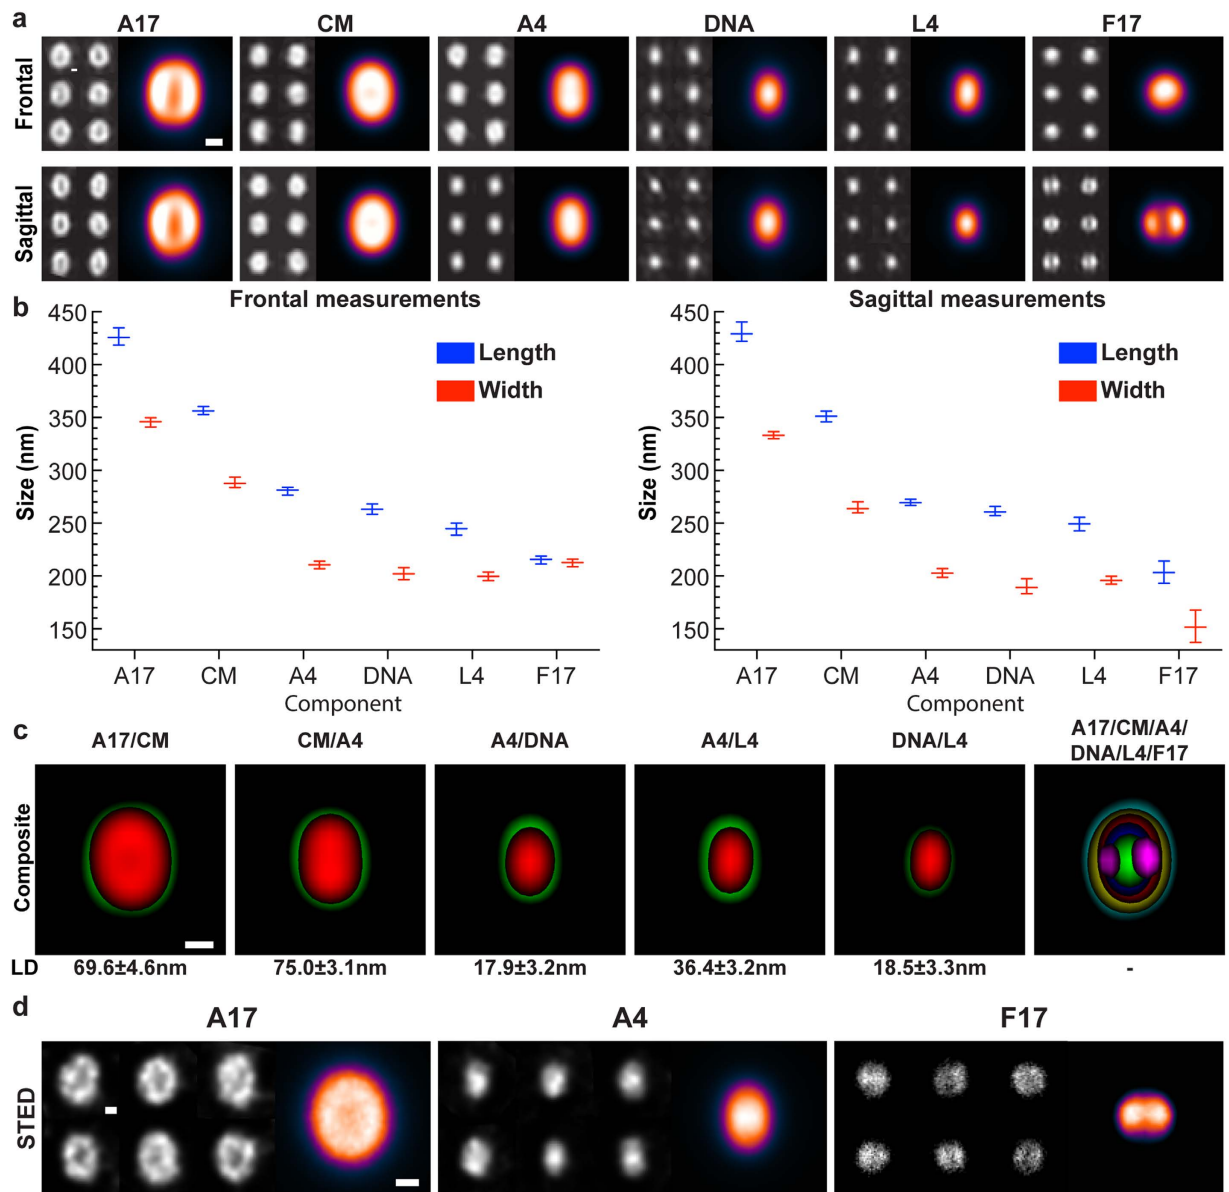 a
A17 CM A4 DNA L4 F17
Frontal
Sagittal
b
Frontal measurements
Size (nm)
450
400
350
300
250
200
150
Length
Width
A17 CM A4 DNA L4 F17
Component
Sagittal measurements
Size (nm)
450
400
350
300
250
200
150
Length
Width
A17 CM A4 DNA L4 F17
Component
c
A17/CM CM/A4 A4/DNA A4/L4 DNA/L4 A17/CM/A4/
DNA/L4/F17
Composite
LD 69.6±4.6nm 75.0±3.1nm 17.9±3.2nm 36.4±3.2nm 18.5±3.3nm -
d
A17 A4 F17
STED